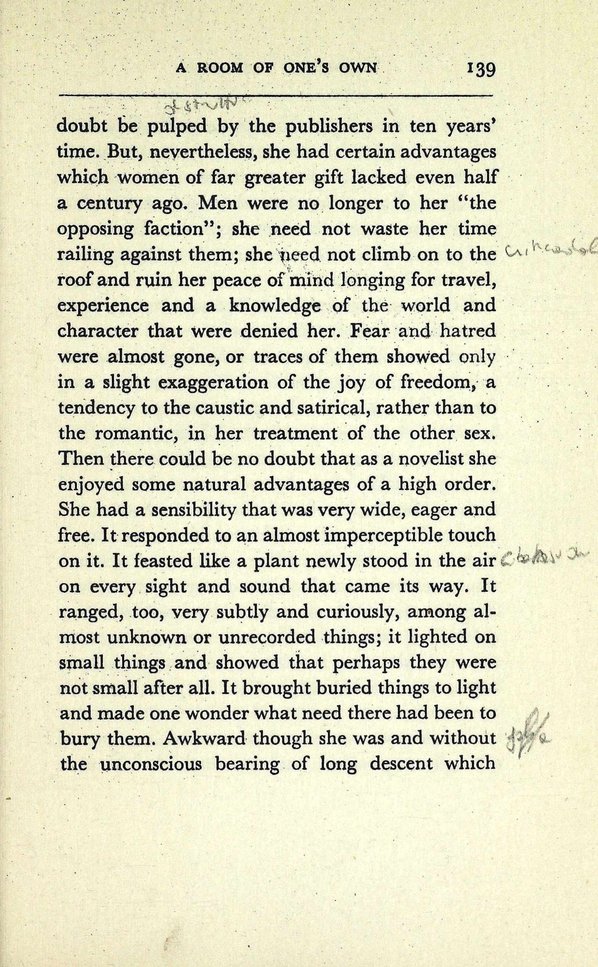 A ROOM OF ONE'S OWN 139
doubt be pulped by the publishers in ten years'
time. But, nevertheless, she had certain advantages
which women of far greater gift lacked even half
a century ago. Men were no longer to her "the
opposing faction"; she need not waste her time
railing against them; she need not climb on to the
roof and ruin her peace of mind longing for travel,
experience and a knowledge of the world and
character that were denied her. Fear and hatred
were almost gone, or traces of them showed only
in a slight exaggeration of the joy of freedom, a
tendency to the caustic and satirical, rather than to
the romantic, in her treatment of the other sex.
Then there could be no doubt that as a novelist she
enjoyed some natural advantages of a high order.
She had a sensibility that was very wide, eager and
free. It responded to an almost imperceptible touch
on it. It feasted like a plant newly stood in the air
on every sight and sound that came its way. It
ranged, too, very subtly and curiously, among al-
most unknown or unrecorded things; it lighted on
small things and showed that perhaps they were
not small after all. It brought buried things to light
and made one wonder what need there had been to
bury them. Awkward though she was and without
the unconscious bearing of long descent which